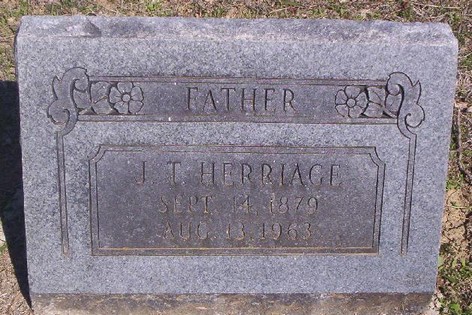 FATHER
J. T. HERRIAGE
SEPT. 14, 1879
AUG. 13, 1963